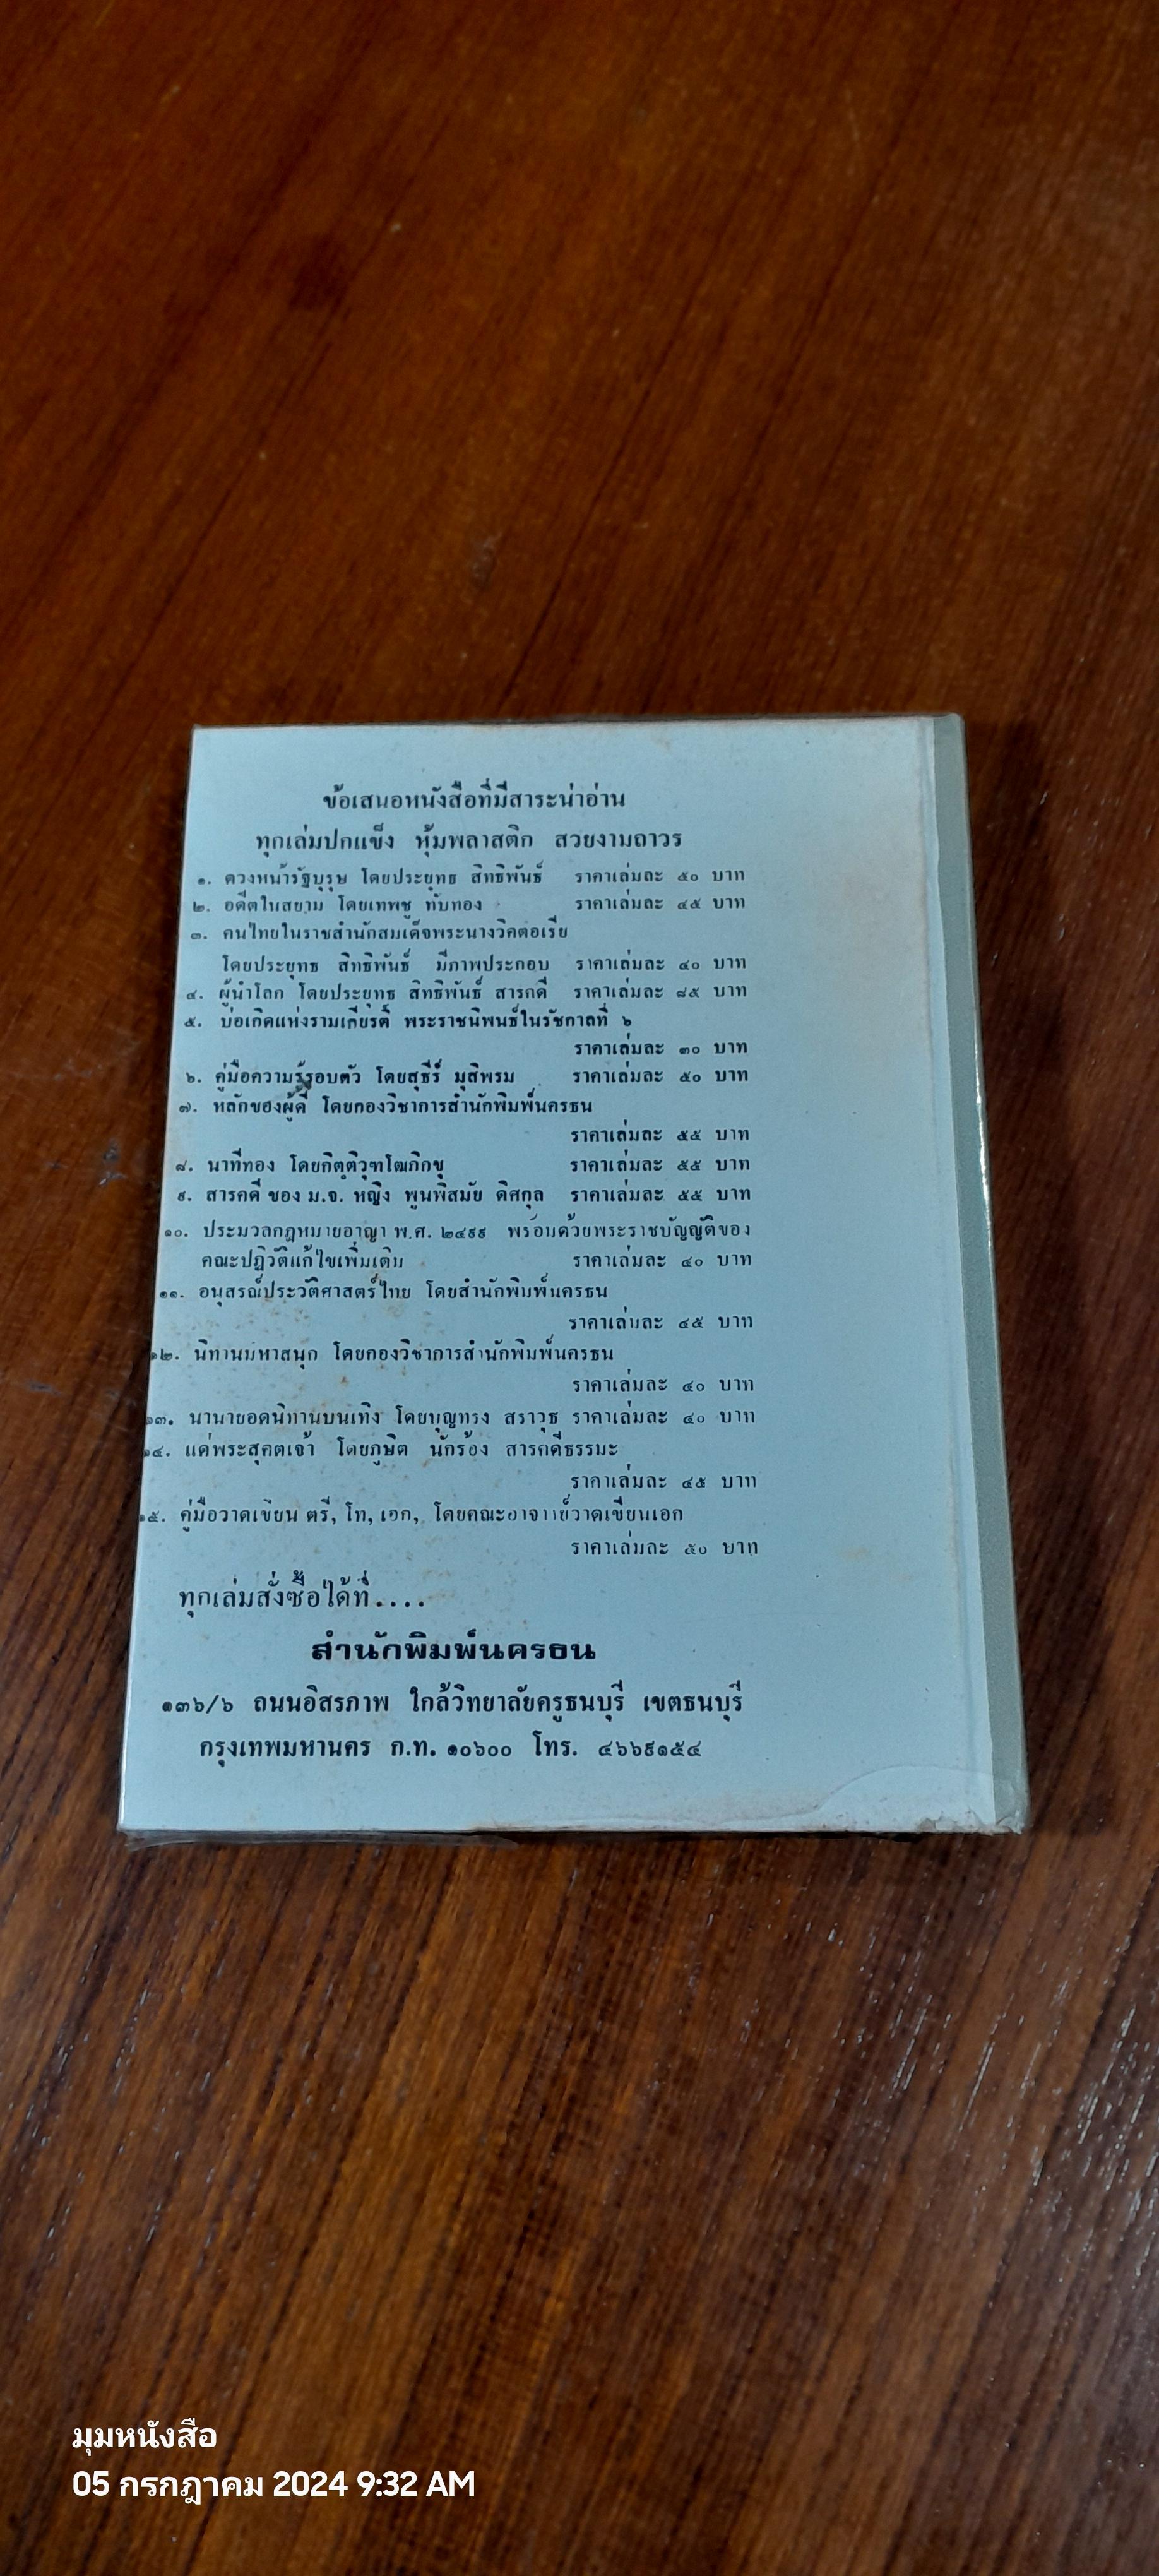 ข้อเสนอหนังสือที่มีสาระน่าอ่าน
ทุกเล่มปกแข็ง หุ้มพลาสติก สวยงามถาวร
๑. ดวงหน้ารัฐบุรุษ โดยประยุทธ สิทธิพันธ์ ราคาเล่มละ ๕๐ บาท
๒. อดีตในสยาม โดยเทพชู ทับทอง ราคาเล่มละ ๔๕ บาท
๓. คนไทยในราชสำนักสมเด็จพระนางวิคตอเรีย
โดยประยุทธ สิทธิพันธ์ มีภาพประกอบ ราคาเล่มละ ๔๐ บาท
๔. ผู้นำโลก โดยประยุทธ สิทธิพันธ์ สารคดี ราคาเล่มละ ๘๕ บาท
๕. บ่อเกิดแห่งรามเกียรติ์ พระราชนิพนธ์ในรัชกาลที่ ๖
ราคาเล่มละ ๓๐ บาท
๖. คู่มือความรู้รอบตัว โดยสุธีร์ มุสิพรม ราคาเล่มละ ๕๐ บาท
๗. หลักของผู้ดี โดยกองวิชาการสำนักพิมพ์นครธน
ราคาเล่มละ ๕๕ บาท
๘. นาทีทอง โดยกิตฺติวุฑฺโฒภิกขุ ราคาเล่มละ ๕๕ บาท
๙. สารคดี ของ ม.จ. หญิง พูนพิสมัย ดิศกุล ราคาเล่มละ ๕๕ บาท
๑๐. ประมวลกฎหมายอาญา พ.ศ. ๒๔๙๙ พร้อมด้วยพระราชบัญญัติของ
คณะปฏิวัติแก้ไขเพิ่มเติม ราคาเล่มละ ๔๐ บาท
๑๑. อนุสรณ์ประวัติศาสตร์ไทย โดยสำนักพิมพ์นครธน
ราคาเล่มละ ๔๕ บาท
๑๒. นิทานมหาสนุก โดยกองวิชาการสำนักพิมพ์นครธน
ราคาเล่มละ ๔๐ บาท
๑๓. นานายอดนิทานบนเทิง โดยบุญทรง สราวุธ ราคาเล่มละ ๔๐ บาท
๑๔. แด่พระสุคตเจ้า โดยภูษิต นักร้อง สารคดีธรรมะ
ราคาเล่มละ ๔๕ บาท
๑๕. คู่มือวาดเขียน ตรี, โท, เอก, โดยคณะอาจารย์วาดเขียนเอก
ราคาเล่มละ ๕๐ บาท
ทุกเล่มสั่งซื้อได้ที่....
สำนักพิมพ์นครธน
๑๓๖/๖ ถนนอิสรภาพ ใกล้วิทยาลัยครูธนบุรี เขตธนบุรี
กรุงเทพมหานคร ก.ท. ๑๐๖๐๐ โทร. ๔๖๖๙๑๕๔
มุมหนังสือ
05 กรกฎาคม 2024 9:32 AM